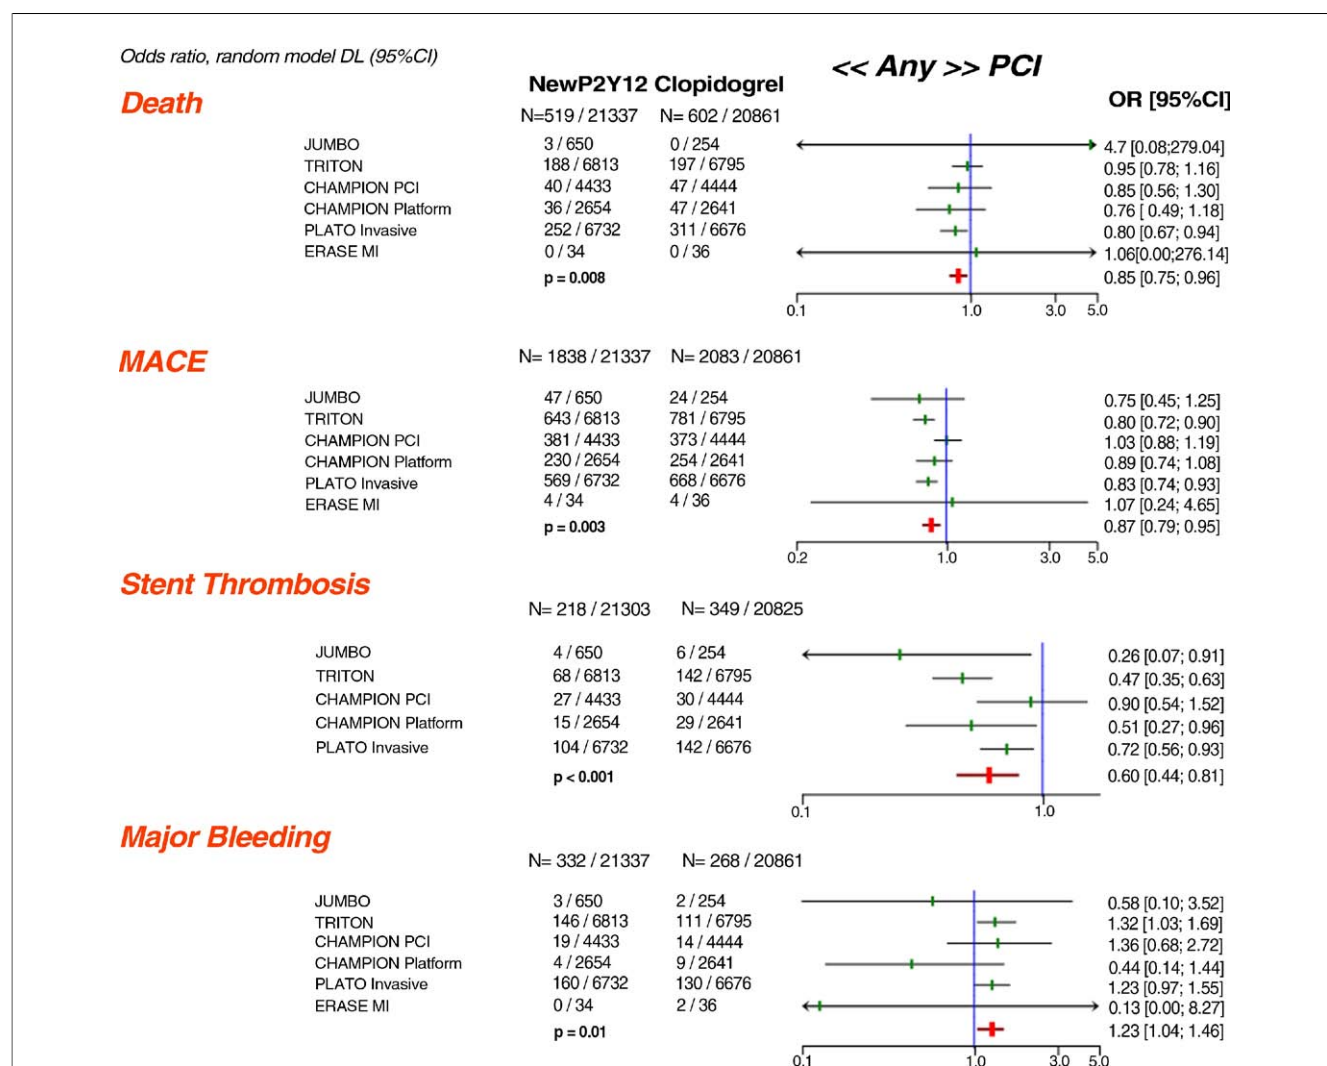 Odds ratio, random model DL (95%CI)
<< Any >> PCI
NewP2Y12 Clopidogrel
Death
OR [95%CI]
N=519 / 21337 N= 602 / 20861
JUMBO 3 / 650 0 / 254 4.7 [0.08;279.04]
TRITON 188 / 6813 197 / 6795 0.95 [0.78; 1.16]
CHAMPION PCI 40 / 4433 47 / 4444 0.85 [0.56; 1.30]
CHAMPION Platform 36 / 2654 47 / 2641 0.76 [ 0.49; 1.18]
PLATO Invasive 252 / 6732 311 / 6676 0.80 [0.67; 0.94]
ERASE MI 0 / 34 0 / 36 1.06[0.00;276.14]
p = 0.008 0.85 [0.75; 0.96]
0.1 1.0 3.0 5.0
MACE
N= 1838 / 21337 N= 2083 / 20861
JUMBO 47 / 650 24 / 254 0.75 [0.45; 1.25]
TRITON 643 / 6813 781 / 6795 0.80 [0.72; 0.90]
CHAMPION PCI 381 / 4433 373 / 4444 1.03 [0.88; 1.19]
CHAMPION Platform 230 / 2654 254 / 2641 0.89 [0.74; 1.08]
PLATO Invasive 569 / 6732 668 / 6676 0.83 [0.74; 0.93]
ERASE MI 4 / 34 4 / 36 1.07 [0.24; 4.65]
p = 0.003 0.87 [0.79; 0.95]
0.2 1.0 3.0 5.0
Stent Thrombosis
N= 218 / 21303 N= 349 / 20825
JUMBO 4 / 650 6 / 254 0.26 [0.07; 0.91]
TRITON 68 / 6813 142 / 6795 0.47 [0.35; 0.63]
CHAMPION PCI 27 / 4433 30 / 4444 0.90 [0.54; 1.52]
CHAMPION Platform 15 / 2654 29 / 2641 0.51 [0.27; 0.96]
PLATO Invasive 104 / 6732 142 / 6676 0.72 [0.56; 0.93]
p < 0.001 0.60 [0.44; 0.81]
0.1 1.0
Major Bleeding
N= 332 / 21337 N= 268 / 20861
JUMBO 3 / 650 2 / 254 0.58 [0.10; 3.52]
TRITON 146 / 6813 111 / 6795 1.32 [1.03; 1.69]
CHAMPION PCI 19 / 4433 14 / 4444 1.36 [0.68; 2.72]
CHAMPION Platform 4 / 2654 9 / 2641 0.44 [0.14; 1.44]
PLATO Invasive 160 / 6732 130 / 6676 1.23 [0.97; 1.55]
ERASE MI 0 / 34 2 / 36 0.13 [0.00; 8.27]
p = 0.01 1.23 [1.04; 1.46]
0.1 1.0 3.0 5.0